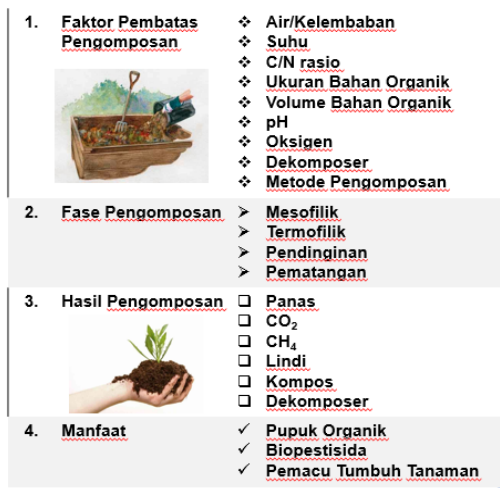 1. Faktor Pembatas Pengomposan
❖ Air/Kelembaban
❖ Suhu
❖ C/N rasio
❖ Ukuran Bahan Organik
❖ Volume Bahan Organik
❖ pH
❖ Oksigen
❖ Dekomposer
❖ Metode Pengomposan
2. Fase Pengomposan
➢ Mesofilik
➢ Termofilik
➢ Pendinginan
➢ Pematangan
3. Hasil Pengomposan
❑ Panas
❑ CO₂
❑ CH₄
❑ Lindi
❑ Kompos
❑ Dekomposer
4. Manfaat
✓ Pupuk Organik
✓ Biopestisida
✓ Pemacu Tumbuh Tanaman